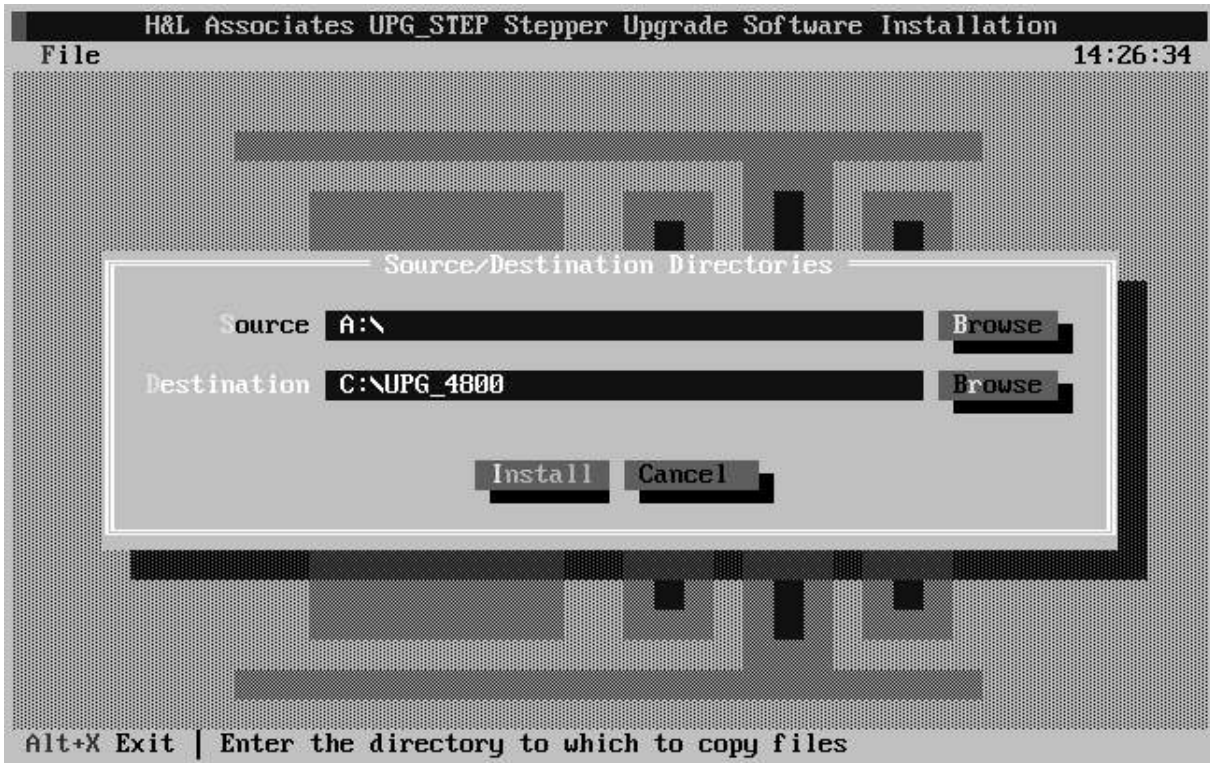 H&L Associates UPG_STEP Stepper Upgrade Software Installation
File 14:26:34
Source/Destination Directories
Source A:\ Browse
Destination C:\UPG_4800 Browse
Install Cancel
Alt+X Exit | Enter the directory to which to copy files